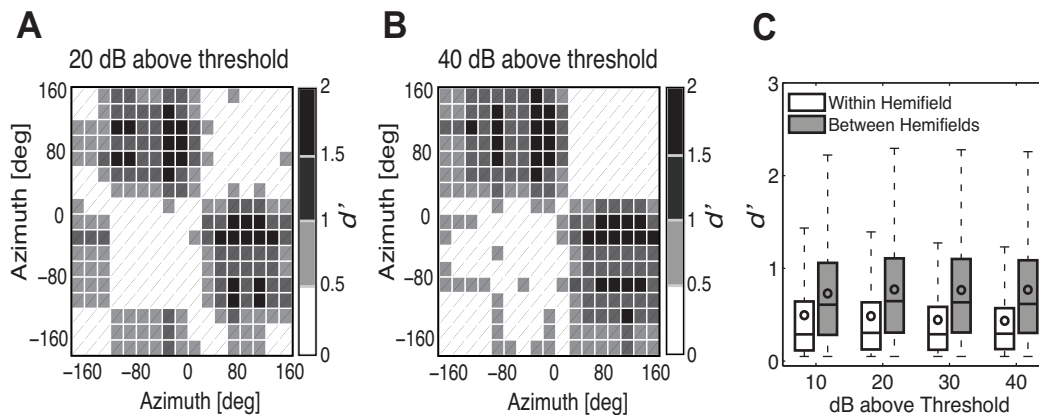 A
20 dB above threshold
160
80
0
−80
−160
Azimuth [deg]
−160
−80
0
80
160
Azimuth [deg]
2
1.5
1
0.5
0
d'
B
40 dB above threshold
160
80
0
−80
−160
Azimuth [deg]
−160
−80
0
80
160
Azimuth [deg]
2
1.5
1
0.5
0
d'
C
Within Hemifield
Between Hemifields
3
2
1
0
d'
10
20
30
40
dB above Threshold